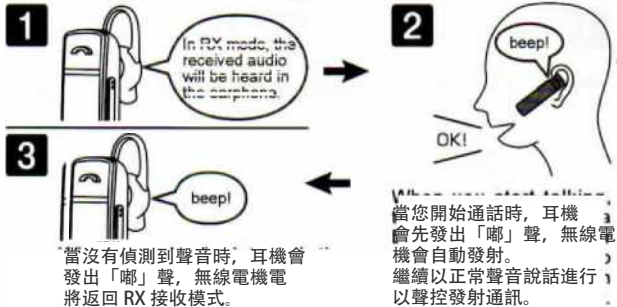 1
In RX mode, the
received audio
will be heard in
the earphone.
2
beep!
OK!
When you start talking,
當您開始通話時，耳機
會先發出「嘟」聲，無線電
機會自動發射。
繼續以正常聲音說話進行
以聲控發射通訊。
3
beep!
當沒有偵測到聲音時，耳機會
發出「嘟」聲，無線電機電
將返回 RX 接收模式。